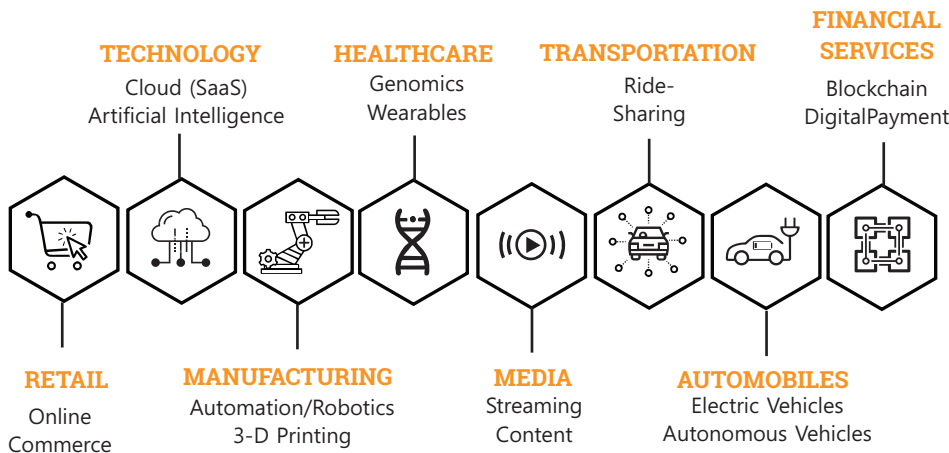 TECHNOLOGY
Cloud (SaaS)
Artificial Intelligence
HEALTHCARE
Genomics
Wearables
TRANSPORTATION
Ride-
Sharing
FINANCIAL
SERVICES
Blockchain
DigitalPayment
RETAIL
Online
Commerce
MANUFACTURING
Automation/Robotics
3-D Printing
MEDIA
Streaming
Content
AUTOMOBILES
Electric Vehicles
Autonomous Vehicles